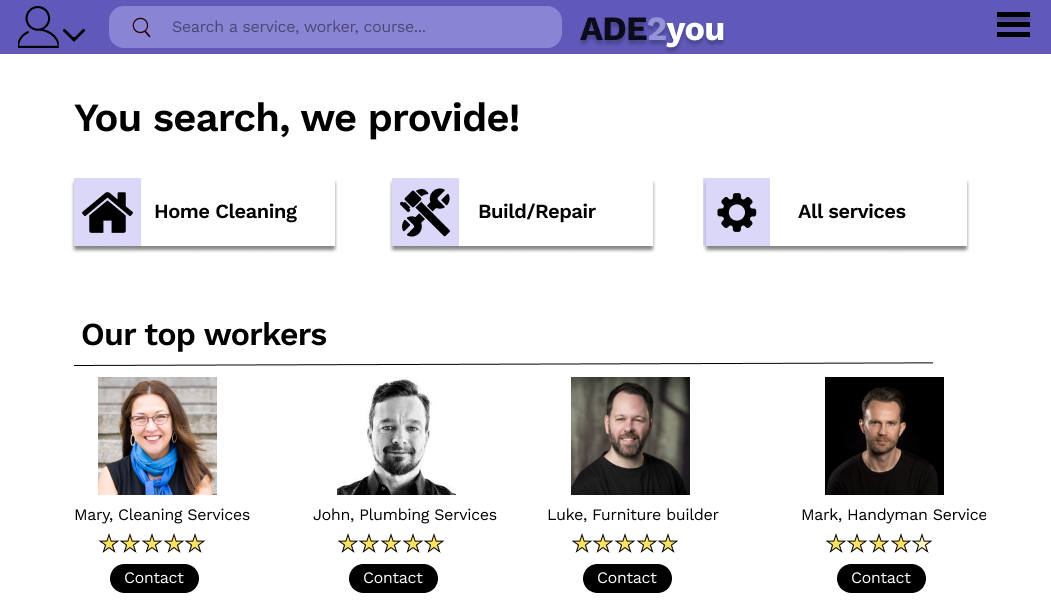 Search a service, worker, course...
ADE2you
You search, we provide!
Home Cleaning
Build/Repair
All services
Our top workers
Mary, Cleaning Services
John, Plumbing Services
Luke, Furniture builder
Mark, Handyman Service
Contact
Contact
Contact
Contact